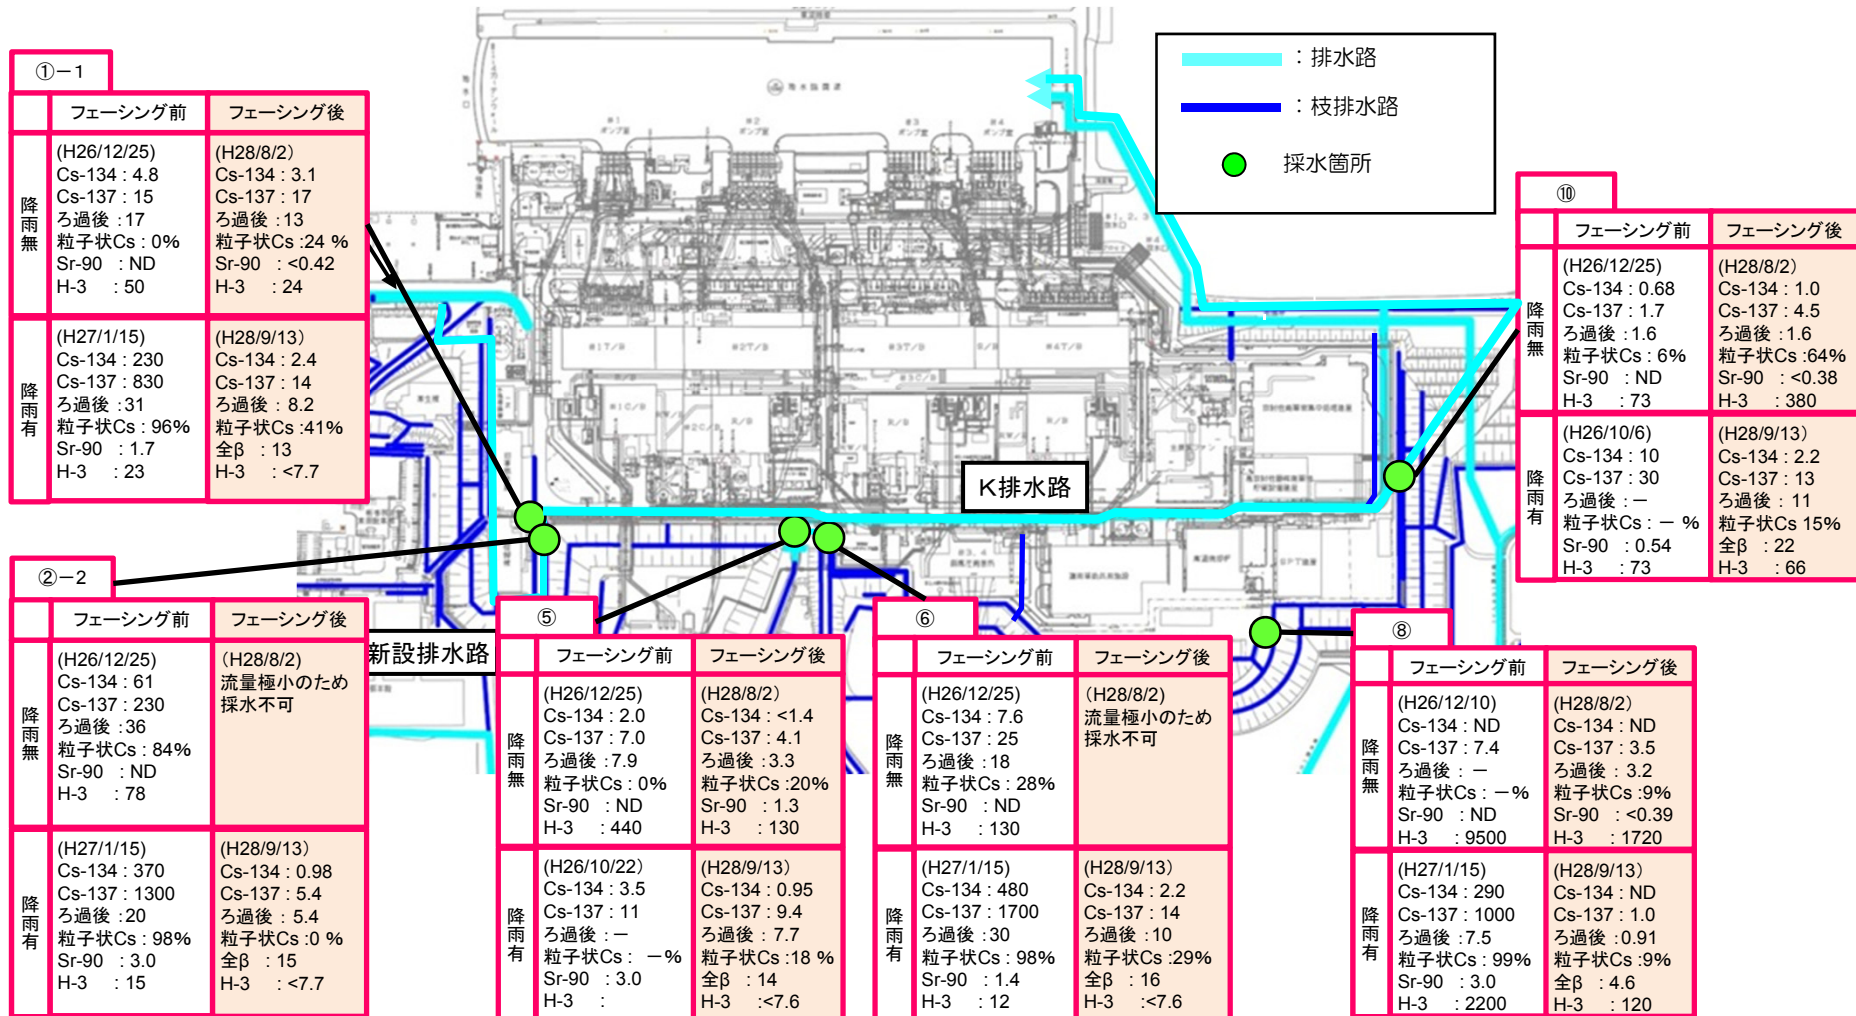 ：排水路
：枝排水路
採水箇所
K排水路
新設排水路
①－1
フェーシング前
フェーシング後
降雨無
(H26/12/25)
Cs-134 : 4.8
Cs-137 : 15
ろ過後 : 17
粒子状Cs : 0%
Sr-90 : ND
H-3 : 50
(H28/8/2)
Cs-134 : 3.1
Cs-137 : 17
ろ過後 : 13
粒子状Cs :24 %
Sr-90 : <0.42
H-3 : 24
降雨有
(H27/1/15)
Cs-134 : 230
Cs-137 : 830
ろ過後 : 31
粒子状Cs : 96%
Sr-90 : 1.7
H-3 : 23
(H28/9/13)
Cs-134 : 2.4
Cs-137 : 14
ろ過後 : 8.2
粒子状Cs :41%
全β : 13
H-3 : <7.7
②－2
フェーシング前
フェーシング後
降雨無
(H26/12/25)
Cs-134 : 61
Cs-137 : 230
ろ過後 : 36
粒子状Cs : 84%
Sr-90 : ND
H-3 : 78
(H28/8/2)
流量極小のため
採水不可
降雨有
(H27/1/15)
Cs-134 : 370
Cs-137 : 1300
ろ過後 : 20
粒子状Cs : 98%
Sr-90 : 3.0
H-3 : 15
(H28/9/13)
Cs-134 : 0.98
Cs-137 : 5.4
ろ過後 : 5.4
粒子状Cs :0 %
全β : 15
H-3 : <7.7
⑤
フェーシング前
フェーシング後
降雨無
(H26/12/25)
Cs-134 : 2.0
Cs-137 : 7.0
ろ過後 : 7.9
粒子状Cs : 0%
Sr-90 : ND
H-3 : 440
(H28/8/2)
Cs-134 : <1.4
Cs-137 : 4.1
ろ過後 : 3.3
粒子状Cs :20%
Sr-90 : 1.3
H-3 : 130
降雨有
(H26/10/22)
Cs-134 : 3.5
Cs-137 : 11
ろ過後 : －
粒子状Cs : －%
Sr-90 : 3.0
H-3 :
(H28/9/13)
Cs-134 : 0.95
Cs-137 : 9.4
ろ過後 : 7.7
粒子状Cs :18 %
全β : 14
H-3 :<7.6
⑥
フェーシング前
フェーシング後
降雨無
(H26/12/25)
Cs-134 : 7.6
Cs-137 : 25
ろ過後 : 18
粒子状Cs : 28%
Sr-90 : ND
H-3 : 130
(H28/8/2)
流量極小のため
採水不可
降雨有
(H27/1/15)
Cs-134 : 480
Cs-137 : 1700
ろ過後 : 30
粒子状Cs : 98%
Sr-90 : 1.4
H-3 : 12
(H28/9/13)
Cs-134 : 2.2
Cs-137 : 14
ろ過後 : 10
粒子状Cs :29%
全β : 16
H-3 :<7.6
⑧
フェーシング前
フェーシング後
降雨無
(H26/12/10)
Cs-134 : ND
Cs-137 : 7.4
ろ過後 : －
粒子状Cs : －%
Sr-90 : ND
H-3 : 9500
(H28/8/2)
Cs-134 : ND
Cs-137 : 3.5
ろ過後 : 3.2
粒子状Cs :9%
Sr-90 : <0.39
H-3 : 1720
降雨有
(H27/1/15)
Cs-134 : 290
Cs-137 : 1000
ろ過後 : 7.5
粒子状Cs : 99%
Sr-90 : 3.0
H-3 : 2200
(H28/9/13)
Cs-134 : ND
Cs-137 : 1.0
ろ過後 : 0.91
粒子状Cs :9%
全β : 4.6
H-3 : 120
⑩
フェーシング前
フェーシング後
降雨無
(H26/12/25)
Cs-134 : 0.68
Cs-137 : 1.7
ろ過後 : 1.6
粒子状Cs : 6%
Sr-90 : ND
H-3 : 73
(H28/8/2)
Cs-134 : 1.0
Cs-137 : 4.5
ろ過後 : 1.6
粒子状Cs :64%
Sr-90 : <0.38
H-3 : 380
降雨有
(H26/10/6)
Cs-134 : 10
Cs-137 : 30
ろ過後 : －
粒子状Cs : － %
Sr-90 : 0.54
H-3 : 73
(H28/9/13)
Cs-134 : 2.2
Cs-137 : 13
ろ過後 : 11
粒子状Cs 15%
全β : 22
H-3 : 66